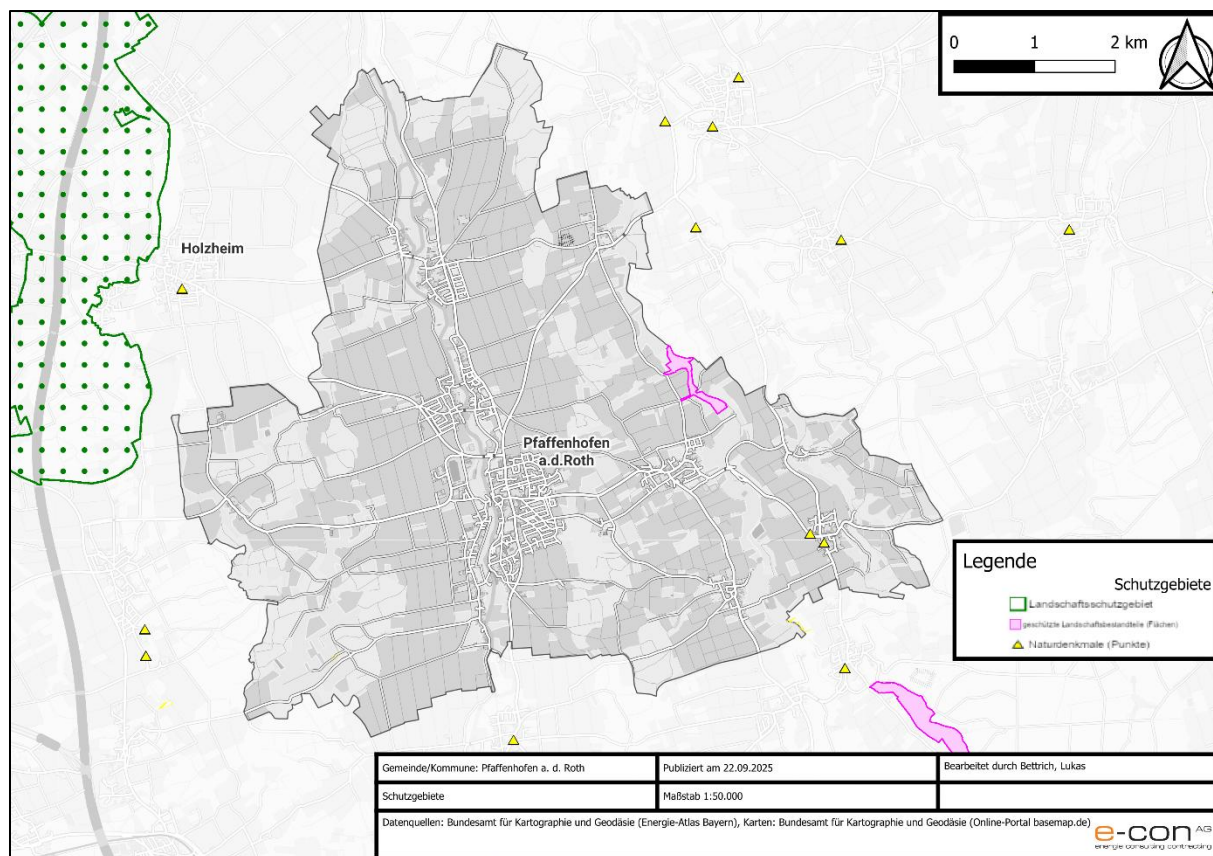 0 1 2 km
Holzheim
Pfaffenhofen
a.d.Roth
Legende
Schutzgebiete
Landschaftsschutzgebiet
geschützte Landschaftsbestandteile (Flächen)
Naturdenkmale (Punkte)
Gemeinde/Kommune: Pfaffenhofen a. d. Roth
Publiziert am 22.09.2025
Bearbeitet durch Bettrich, Lukas
Schutzgebiete
Maßstab 1:50.000
Datenquellen: Bundesamt für Kartographie und Geodäsie (Energie-Atlas Bayern), Karten: Bundesamt für Kartographie und Geodäsie (Online-Portal basemap.de)
e-con AG
energie consulting contracting